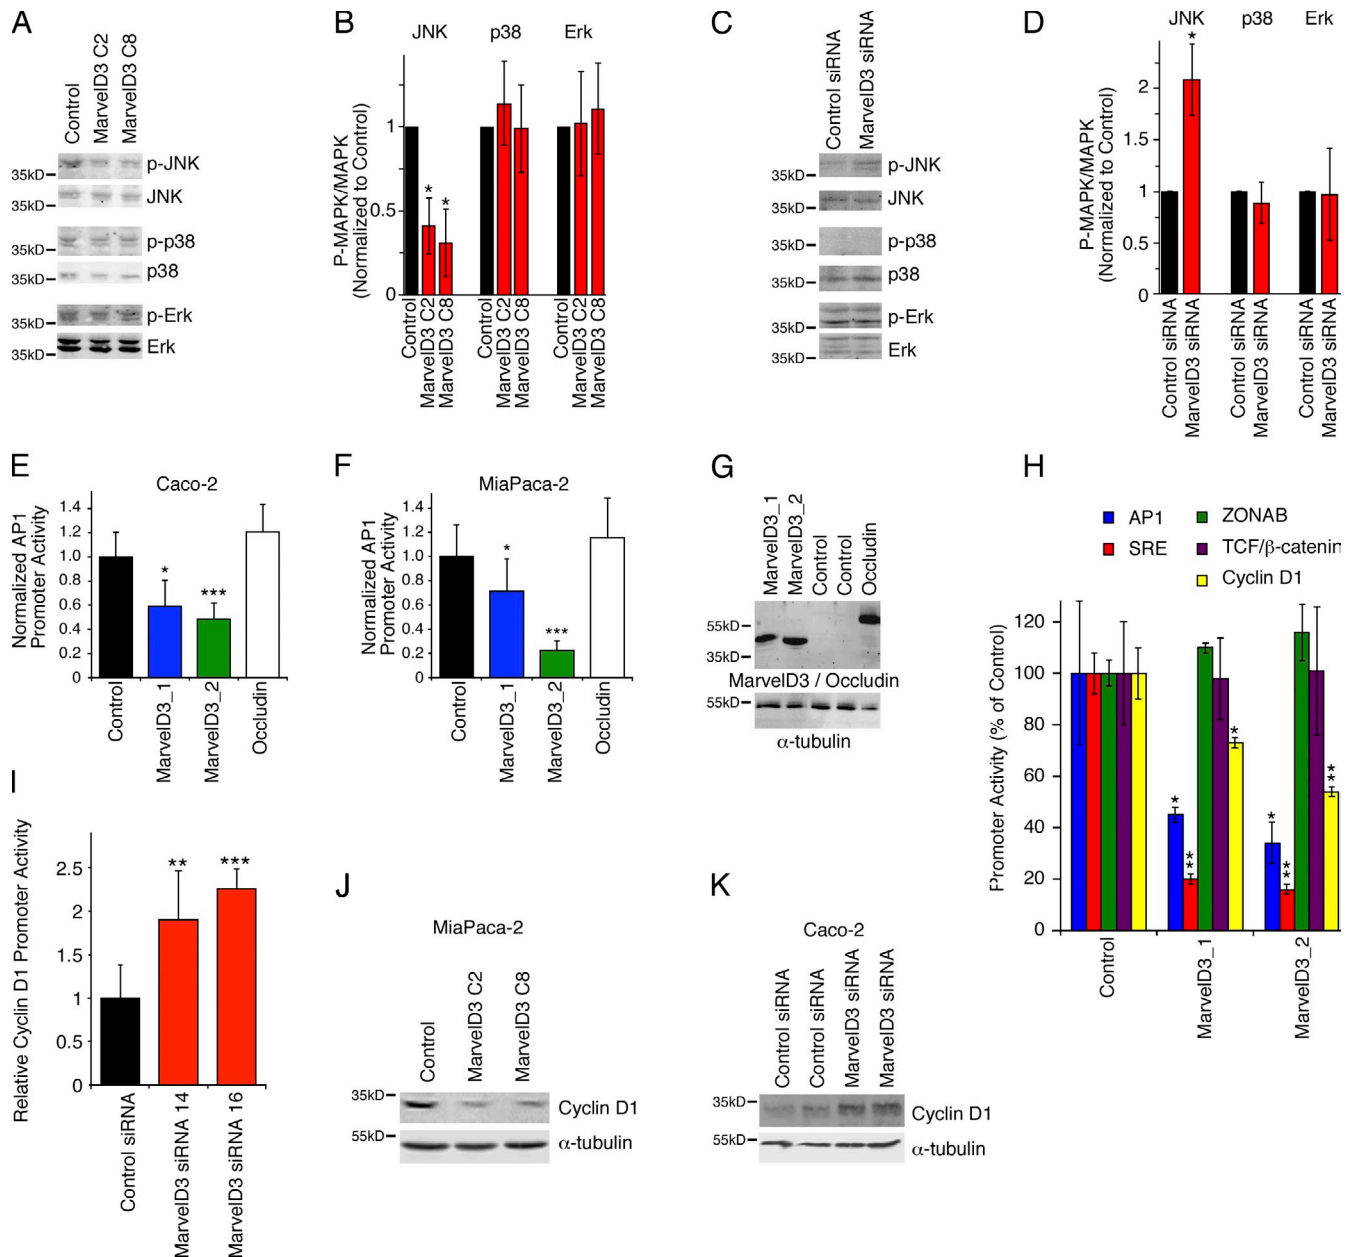 A
Control
MarvelD3 C2
MarvelD3 C8
35kD
p-JNK
35kD
JNK
35kD
p-p38
35kD
p38
35kD
p-Erk
35kD
Erk
B
JNK p38 Erk
P-MAPK/MAPK
(Normalized to Control)
1
0.5
0
* *
Control
MarvelD3 C2
MarvelD3 C8
Control
MarvelD3 C2
MarvelD3 C8
Control
MarvelD3 C2
MarvelD3 C8
C
Control siRNA
MarvelD3 siRNA
35kD
p-JNK
35kD
JNK
35kD
p-p38
35kD
p38
35kD
p-Erk
35kD
Erk
D
JNK p38 Erk
P-MAPK/MAPK
(Normalized to Control)
2
1.5
1
0.5
0
*
Control siRNA
MarvelD3 siRNA
Control siRNA
MarvelD3 siRNA
Control siRNA
MarvelD3 siRNA
E
Caco-2
Normalized AP1
Promoter Activity
1.4
1.2
1.0
0.8
0.6
0.4
0.2
0
* ***
Control
MarvelD3_1
MarvelD3_2
Occludin
F
MiaPaca-2
Normalized AP1
Promoter Activity
1.4
1.2
1.0
0.8
0.6
0.4
0.2
0
* ***
Control
MarvelD3_1
MarvelD3_2
Occludin
G
MarvelD3_1
MarvelD3_2
Control
Control
Occludin
55kD
35kD
MarvelD3 / Occludin
55kD
α-tubulin
H
AP1
SRE
ZONAB
TCF/β-catenin
Cyclin D1
Promoter Activity (% of Control)
120
100
80
60
40
20
0
* ** * * ** **
Control
MarvelD3_1
MarvelD3_2
I
Relative Cyclin D1 Promoter Activity
2.5
2
1.5
1
0.5
0
** ***
Control siRNA
MarvelD3 siRNA 14
MarvelD3 siRNA 16
J
MiaPaca-2
Control
MarvelD3 C2
MarvelD3 C8
35kD
Cyclin D1
55kD
α-tubulin
K
Caco-2
Control siRNA
Control siRNA
MarvelD3 siRNA
MarvelD3 siRNA
35kD
Cyclin D1
55kD
α-tubulin